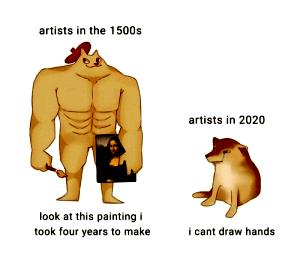 artists in the 1500s
look at this painting i
took four years to make
artists in 2020
i cant draw hands